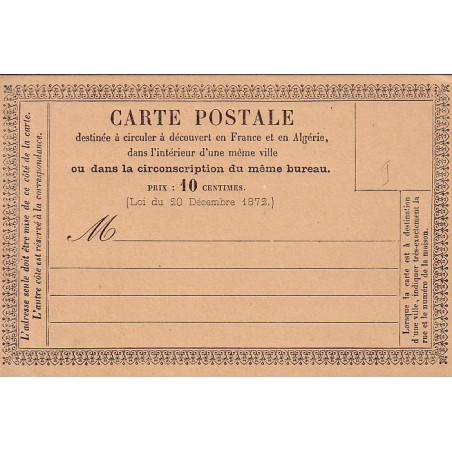 CARTE POSTALE
destinée à circuler à découvert en France et en Algérie,
dans l'intérieur d'une même ville
ou dans la circonscription du même bureau.
PRIX : 10 CENTIMES.
(Loi du 20 Décembre 1872.)
M
L'adresse seule doit être mise de ce côté de la carte.
L'autre côté est réservé à la correspondance.
Lorsque la carte est à destination
d'une ville, indiquer très-exactement la
rue et le numéro de la maison.